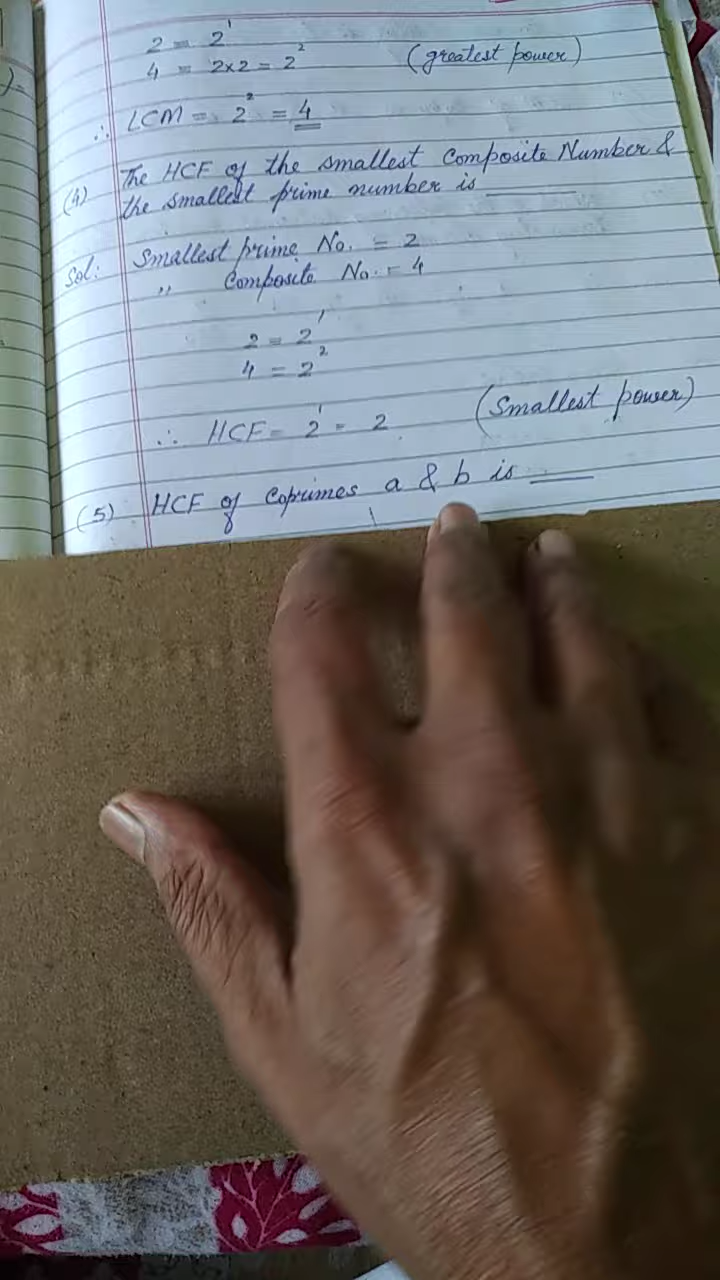 2 = 2¹
4 = 2×2 = 2² (greatest power)
∴ LCM = 2² = 4
(4) The HCF of the smallest Composite Number &
the smallest prime number is ______
Sol: Smallest prime No. = 2
,, Composite No. = 4
2 = 2¹
4 = 2²
∴ HCF = 2¹ = 2 (Smallest power)
(5) HCF of Coprimes a & b is ____